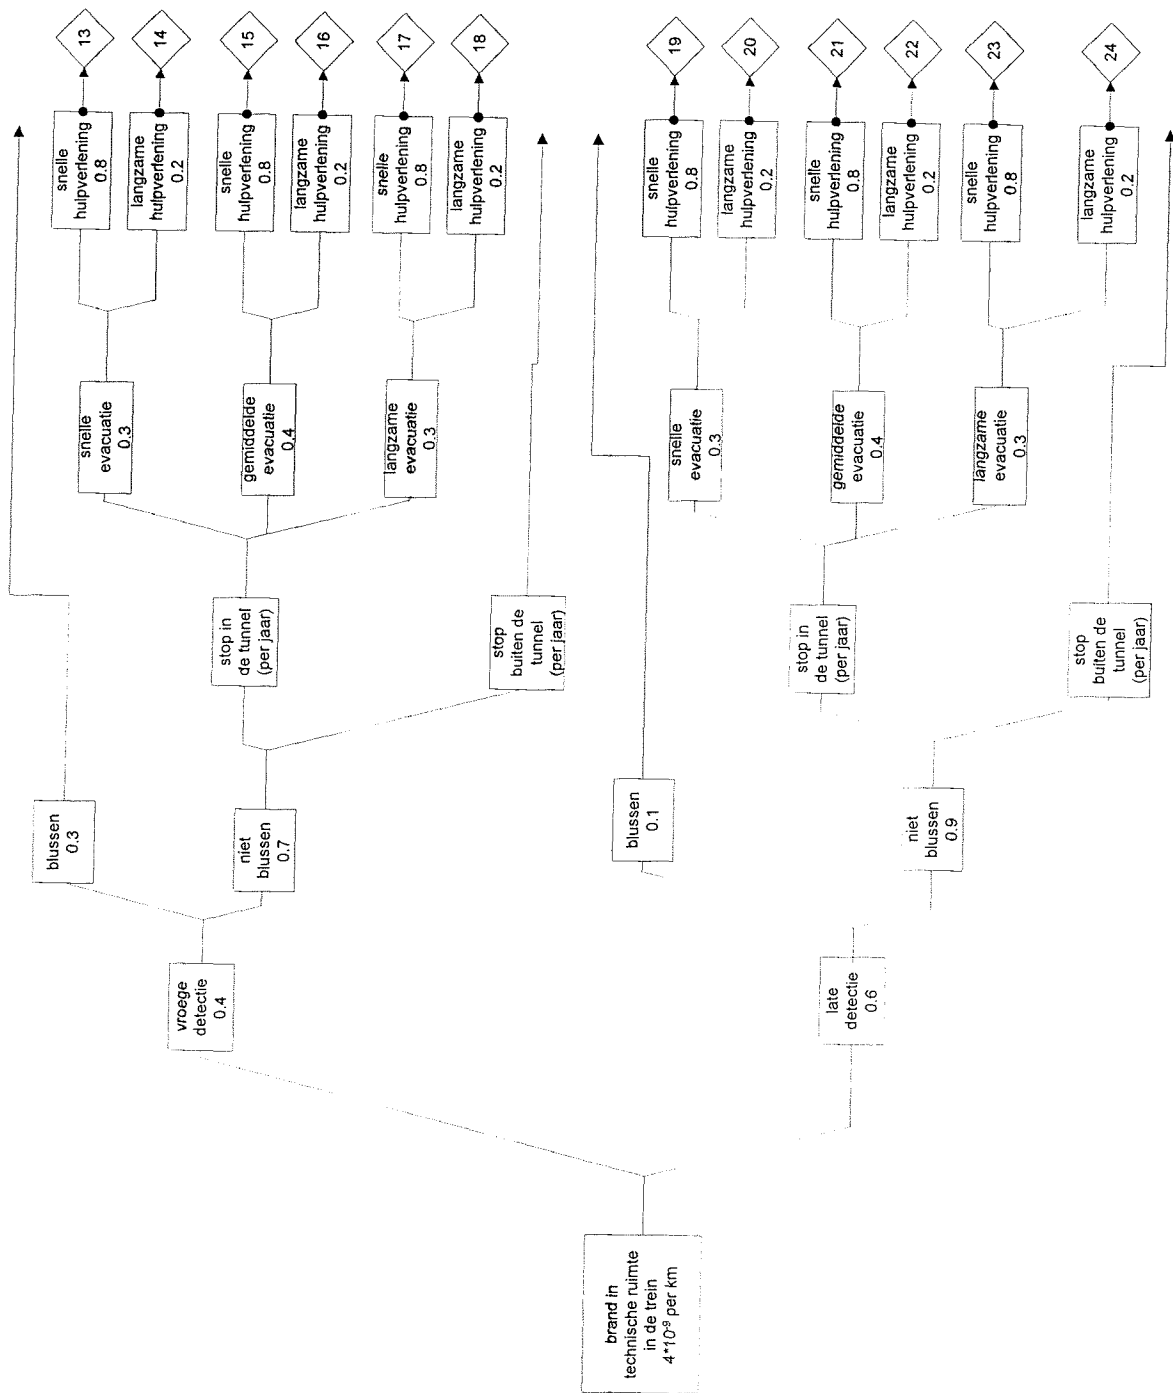 brand in
technische ruimte
in de trein
4*10⁻⁹ per km
vroege
detectie
0.4
late
detectie
0.6
blussen
0.3
niet
blussen
0.7
blussen
0.1
niet
blussen
0.9
stop in
de tunnel
(per jaar)
stop
buiten de
tunnel
(per jaar)
stop in
de tunnel
(per jaar)
stop
buiten de
tunnel
(per jaar)
snelle
evacuatie
0.3
gemiddelde
evacuatie
0.4
langzame
evacuatie
0.3
snelle
evacuatie
0.3
gemiddelde
evacuatie
0.4
langzame
evacuatie
0.3
snelle
hulpverlening
0.8
langzame
hulpverlening
0.2
snelle
hulpverlening
0.8
langzame
hulpverlening
0.2
snelle
hulpverlening
0.8
langzame
hulpverlening
0.2
snelle
hulpverlening
0.8
langzame
hulpverlening
0.2
snelle
hulpverlening
0.8
langzame
hulpverlening
0.2
snelle
hulpverlening
0.8
langzame
hulpverlening
0.2
13
14
15
16
17
18
19
20
21
22
23
24